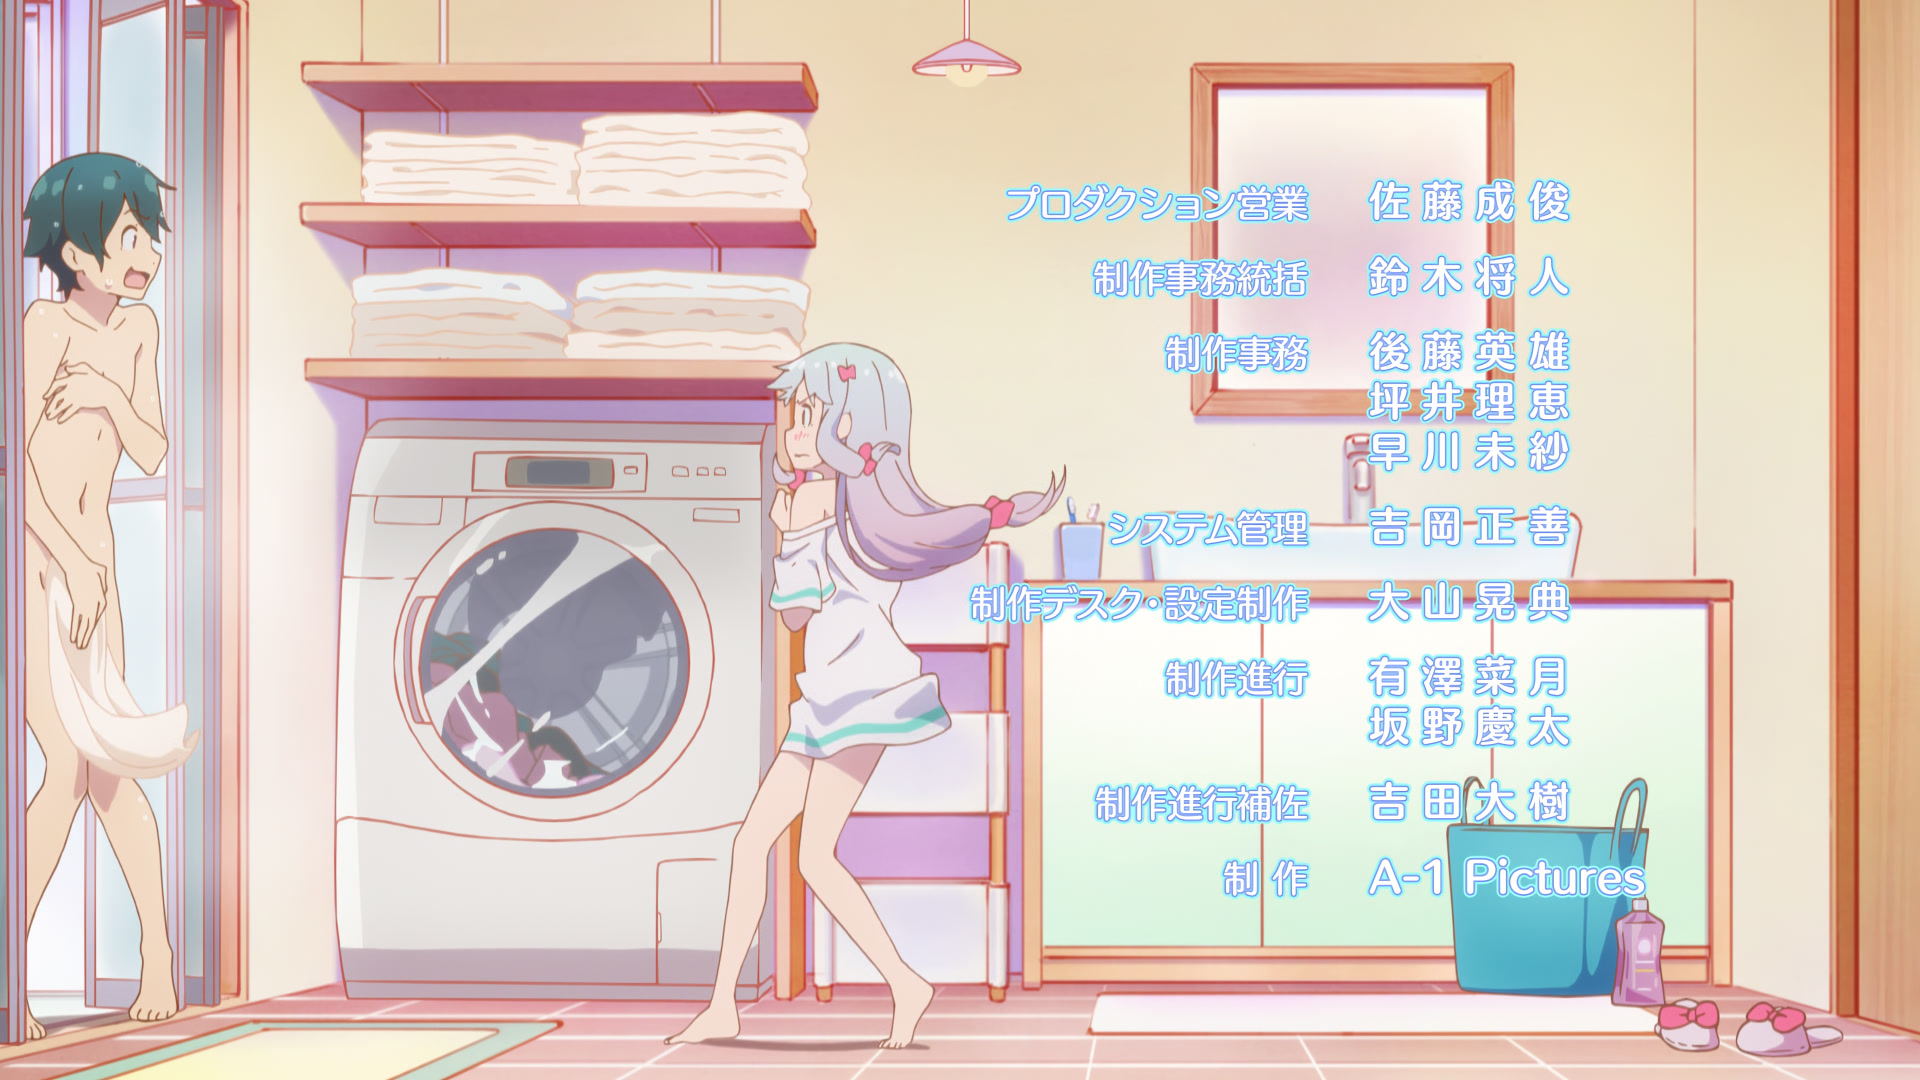 プロダクション営業 佐藤成俊
制作事務統括 鈴木将人
制作事務 後藤英雄
坪井理恵
早川未紗
システム管理 吉岡正善
制作デスク・設定制作 大山晃典
制作進行 有澤菜月
坂野慶太
制作進行補佐 吉田大樹
制作 A-1 Pictures